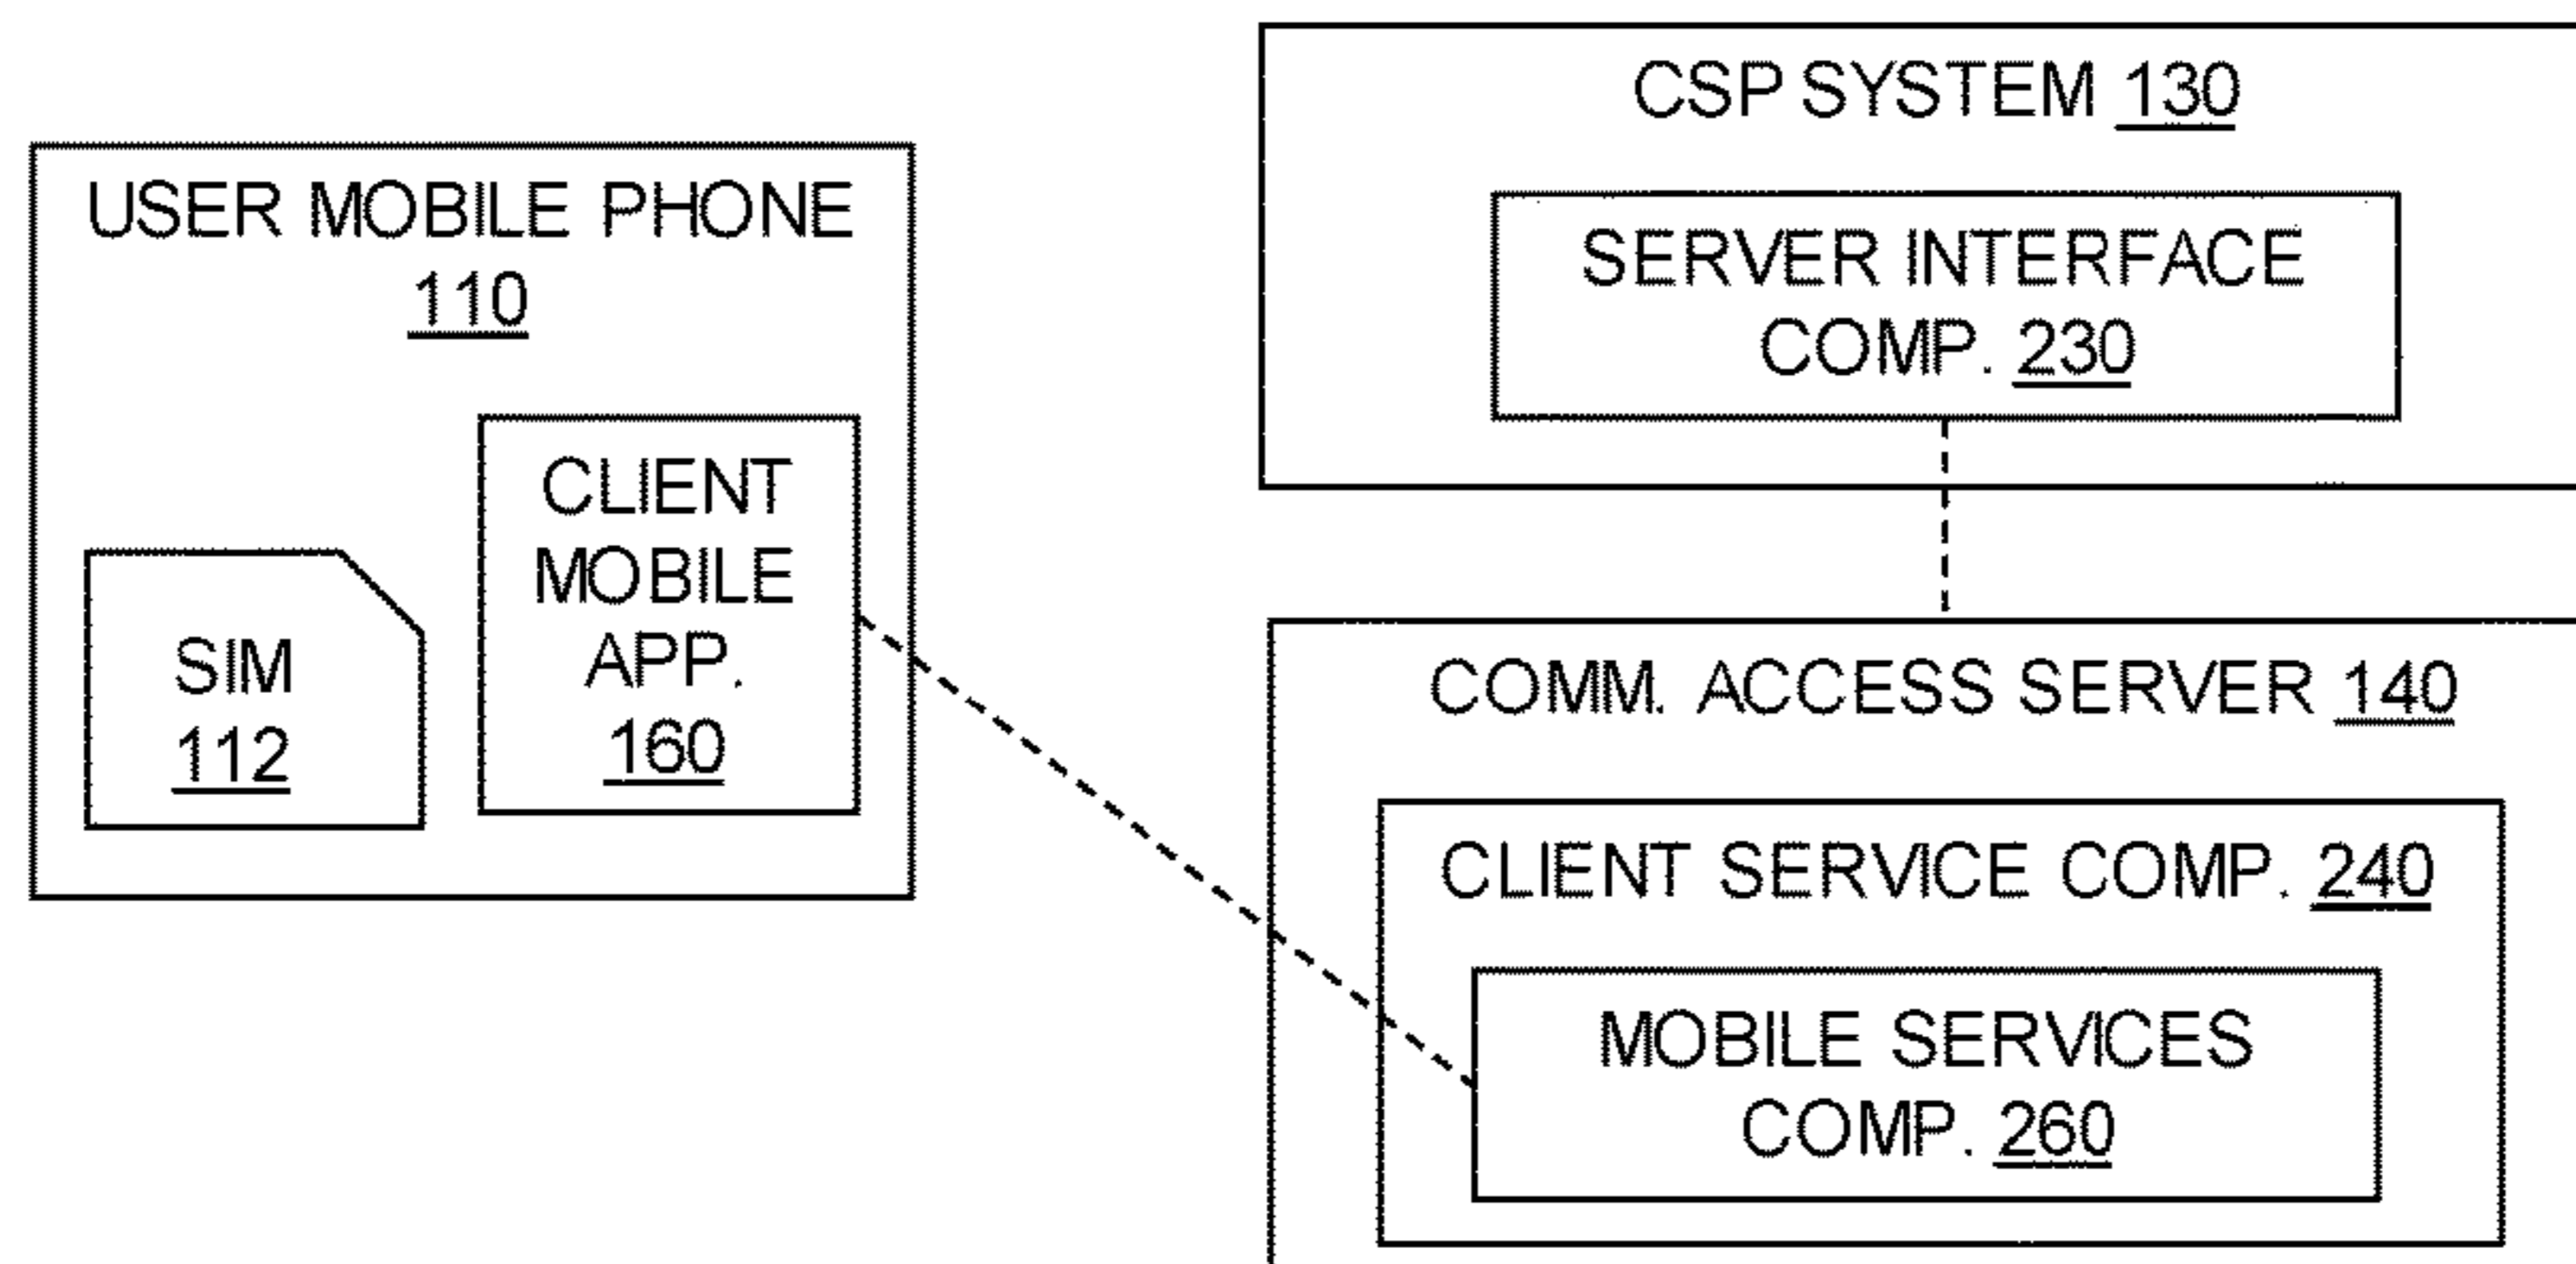 USER MOBILE PHONE
110
CLIENT
MOBILE
APP.
160
SIM
112
CSP SYSTEM 130
SERVER INTERFACE
COMP. 230
COMM. ACCESS SERVER 140
CLIENT SERVICE COMP. 240
MOBILE SERVICES
COMP. 260